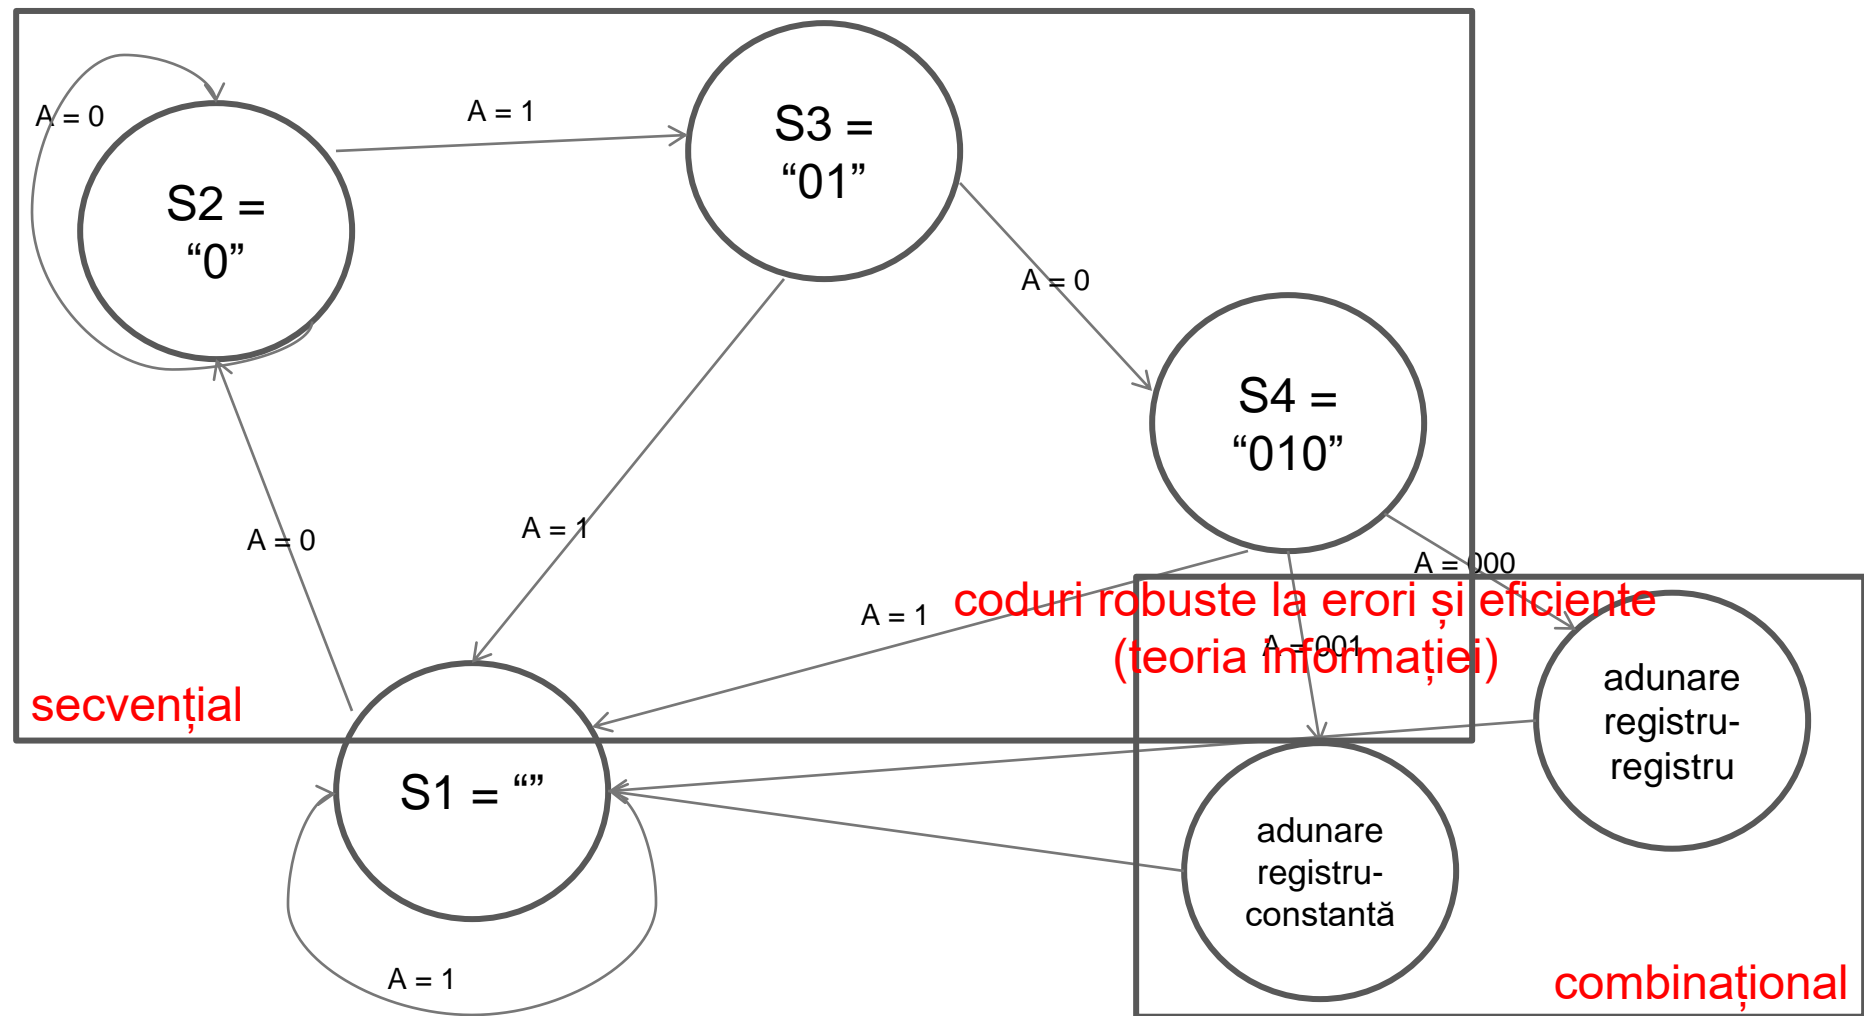 A = 0
A = 1
S3 =
“01”
S2 =
“0”
A = 0
S4 =
“010”
A = 0
A = 1
A = 000
A = 1
coduri robuste la erori și eficiente
A = 001
(teoria informației)
secvențial
adunare
registru-
registru
S1 = “”
adunare
registru-
constantă
A = 1
combinațional